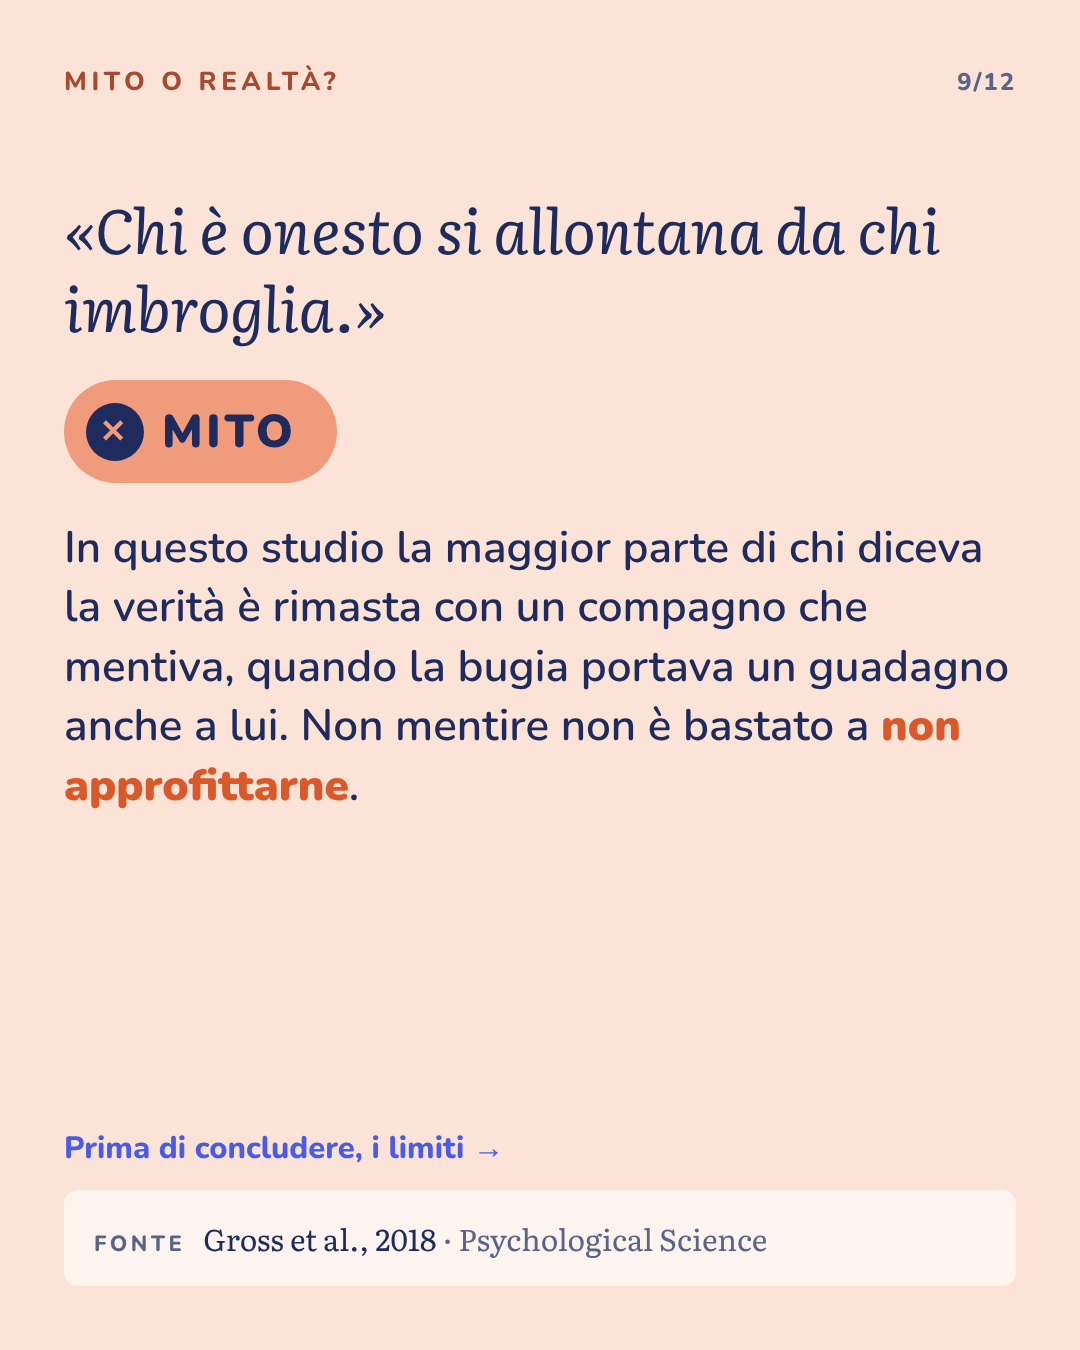 MITO O REALTÀ?
9/12
«Chi è onesto si allontana da chi
imbroglia.»
✕ MITO
In questo studio la maggior parte di chi diceva
la verità è rimasta con un compagno che
mentiva, quando la bugia portava un guadagno
anche a lui. Non mentire non è bastato a non
approfittarne.
Prima di concludere, i limiti →
FONTE Gross et al., 2018 · Psychological Science